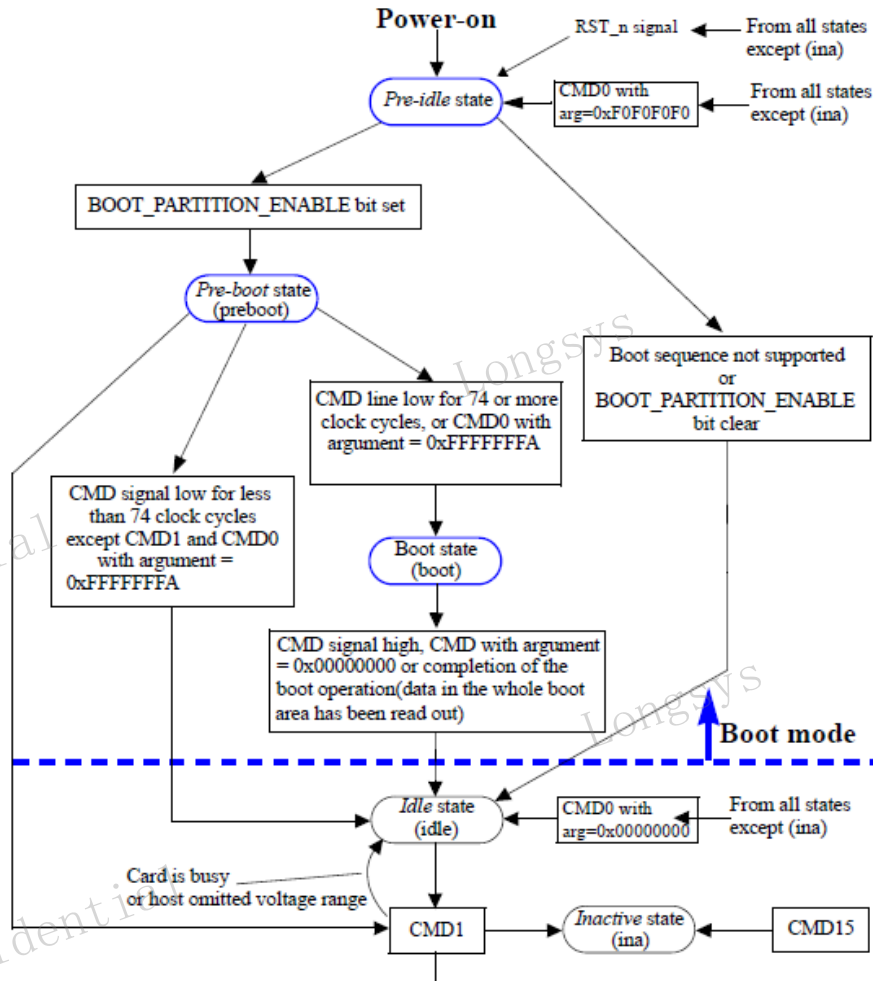 Power-on
RST_n signal
From all states
except (ina)
Pre-idle state
CMD0 with
arg=0xF0F0F0F0
From all states
except (ina)
BOOT_PARTITION_ENABLE bit set
Pre-boot state
(preboot)
Longsys
Boot sequence not supported
or
BOOT_PARTITION_ENABLE
bit clear
CMD line low for 74 or more
clock cycles, or CMD0 with
argument = 0xFFFFFFFA
CMD signal low for less
than 74 clock cycles
except CMD1 and CMD0
with argument =
0xFFFFFFFA
ial
Boot state
(boot)
CMD signal high, CMD with argument
= 0x00000000 or completion of the
boot operation(data in the whole boot
area has been read out)
Longsys
Boot mode
Idle state
(idle)
CMD0 with
arg=0x00000000
From all states
except (ina)
Card is busy
or host omitted voltage range
idential
CMD1
Inactive state
(ina)
CMD15